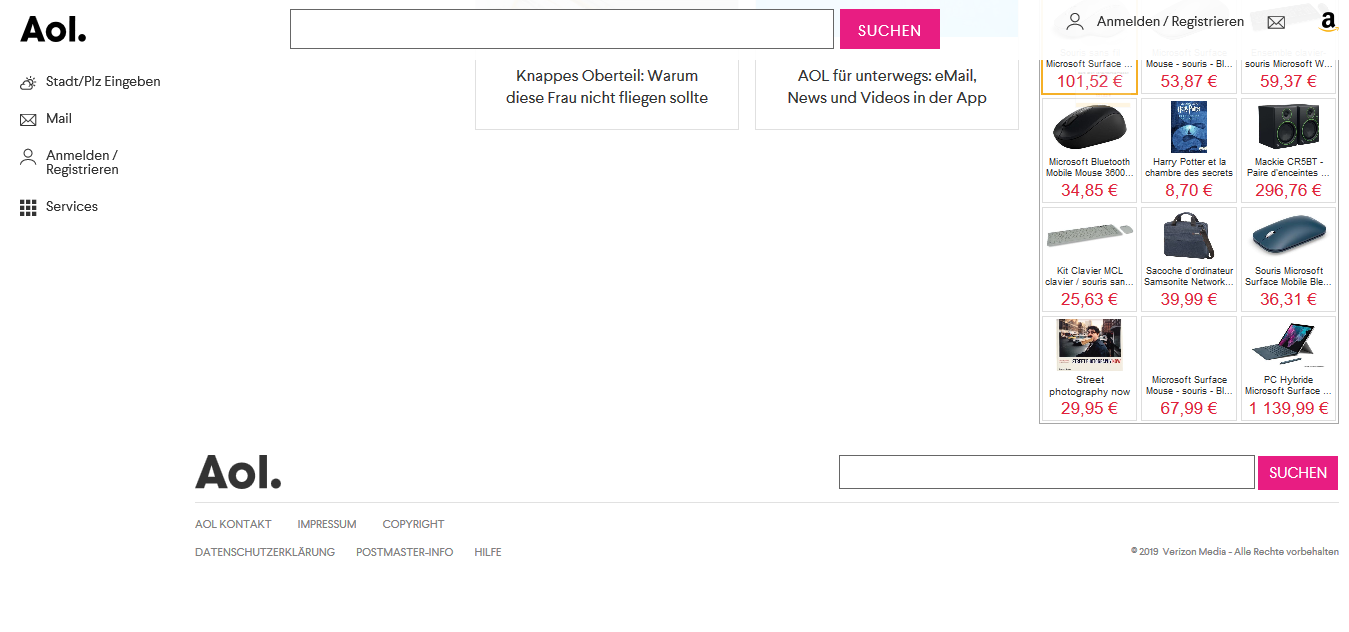 Aol.
SUCHEN
Anmelden / Registrieren
a
Stadt/Plz Eingeben
Mail
Anmelden /
Registrieren
Services
Knappes Oberteil: Warum
diese Frau nicht fliegen sollte
AOL für unterwegs: eMail,
News und Videos in der App
Microsoft Surface ...
101,52 €
Mouse - souris - Bl...
53,87 €
souris Microsoft W...
59,37 €
Microsoft Bluetooth
Mobile Mouse 3600...
34,85 €
Harry Potter et la
chambre des secrets
8,70 €
Mackie CR5BT -
Paire d'enceintes ...
296,76 €
Kit Clavier MCL
clavier / souris san...
25,63 €
Sacoche d'ordinateur
Samsonite Network...
39,99 €
Souris Microsoft
Surface Mobile Ble...
36,31 €
Street
photography now
29,95 €
Microsoft Surface
Mouse - souris - Bl...
67,99 €
PC Hybride
Microsoft Surface ...
1 139,99 €
Aol.
SUCHEN
AOL KONTAKT
IMPRESSUM
COPYRIGHT
DATENSCHUTZERKLÄRUNG
POSTMASTER-INFO
HILFE
© 2019 Verizon Media - Alle Rechte vorbehalten